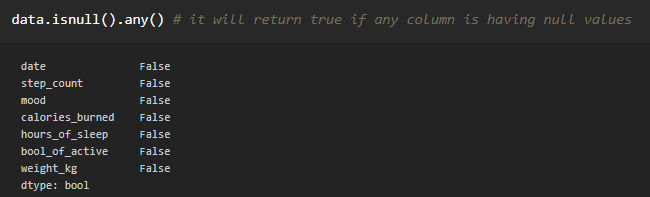 data.isnull().any() # it will return true if any column is having null values
date False
step_count False
mood False
calories_burned False
hours_of_sleep False
bool_of_active False
weight_kg False
dtype: bool